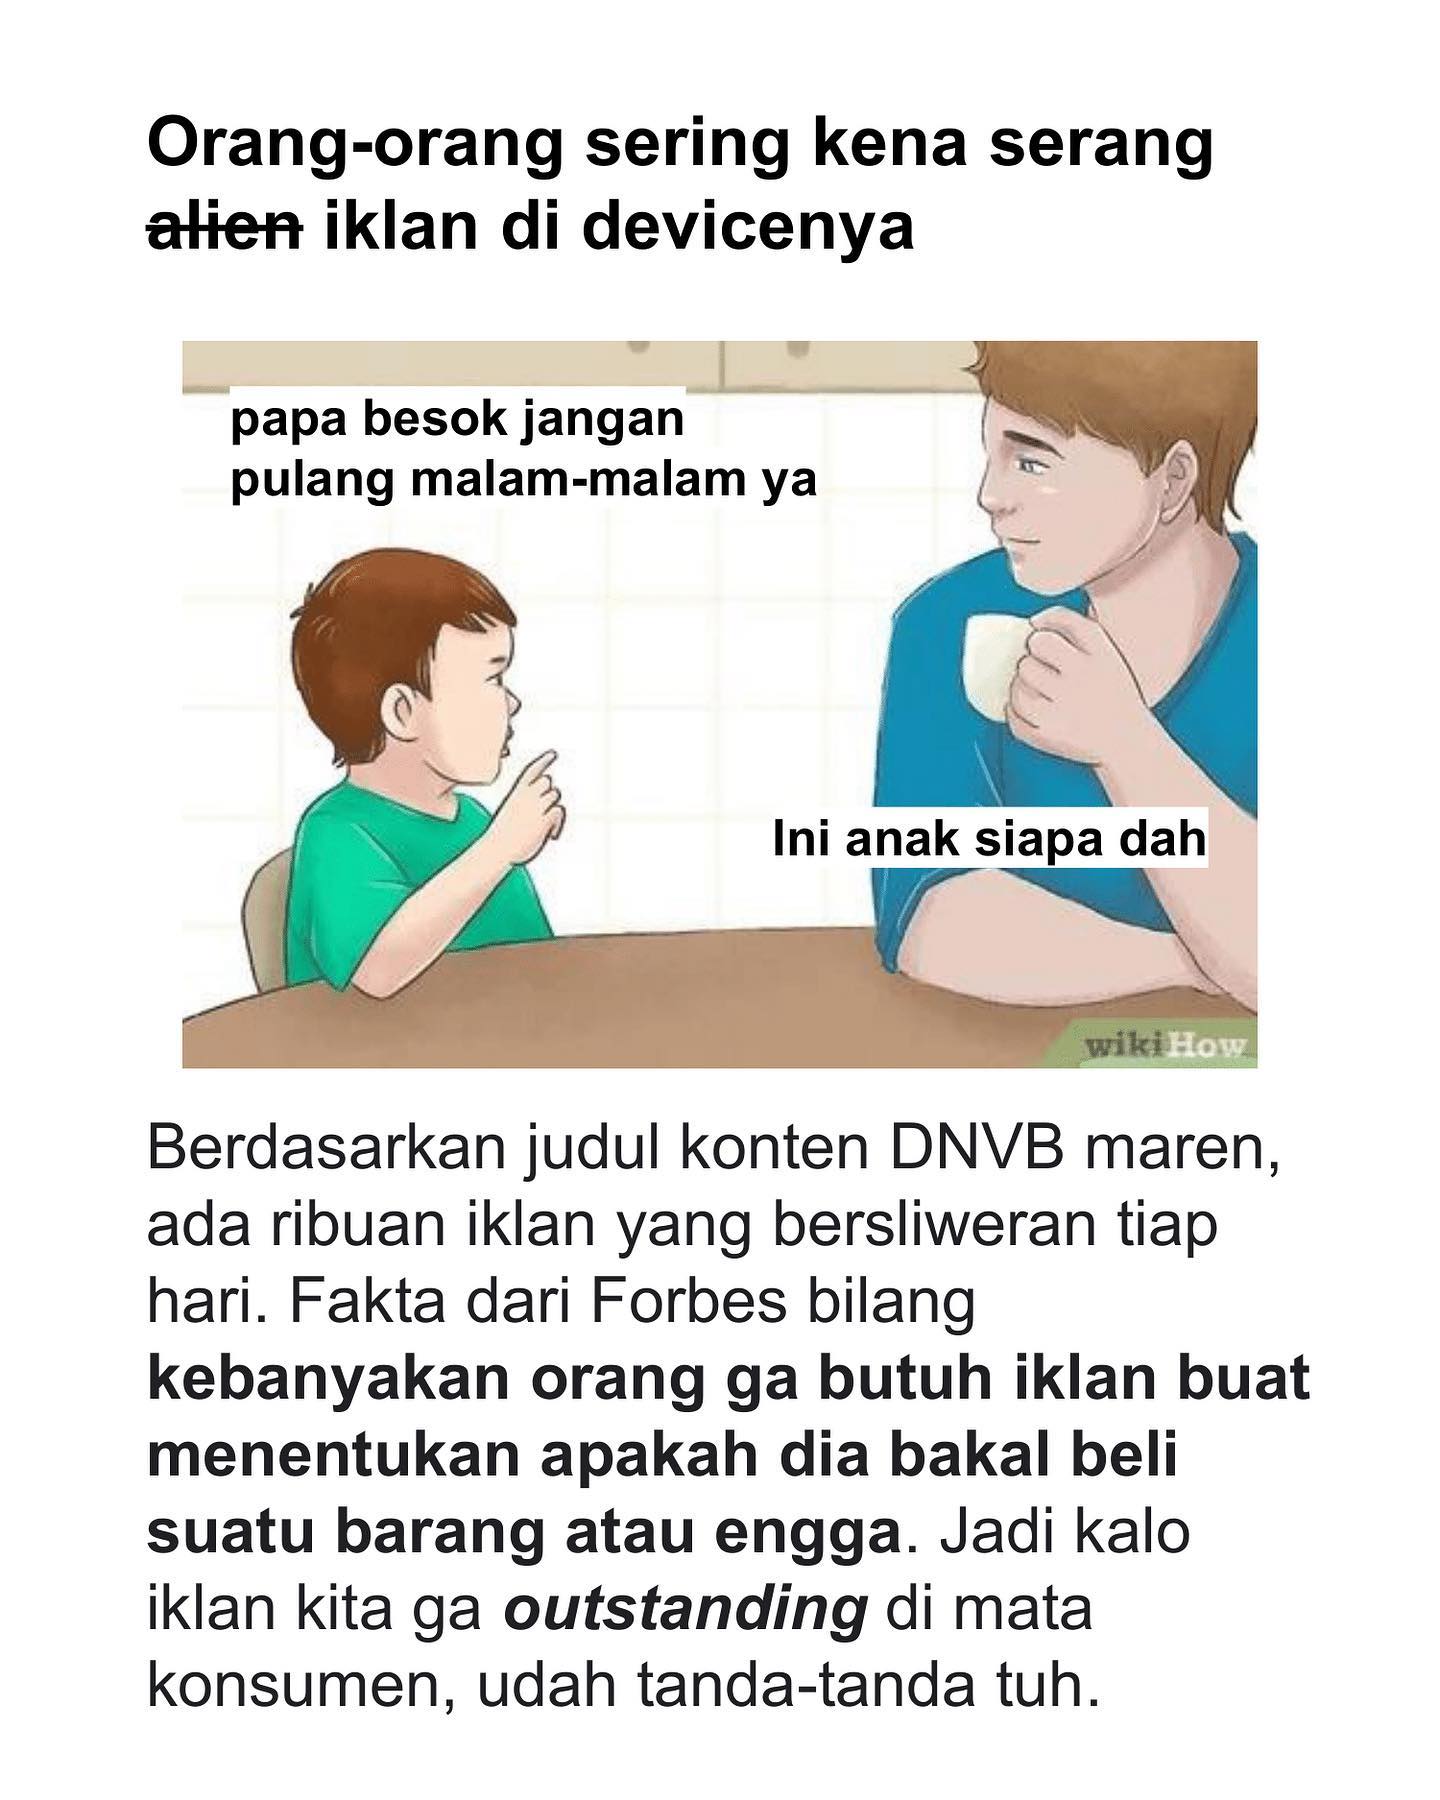 Orang-orang sering kena serang
alien iklan di devicenya
papa besok jangan
pulang malam-malam ya
Ini anak siapa dah
wikiHow
Berdasarkan judul konten DNVB maren,
ada ribuan iklan yang bersliweran tiap
hari. Fakta dari Forbes bilang
kebanyakan orang ga butuh iklan buat
menentukan apakah dia bakal beli
suatu barang atau engga. Jadi kalo
iklan kita ga outstanding di mata
konsumen, udah tanda-tanda tuh.